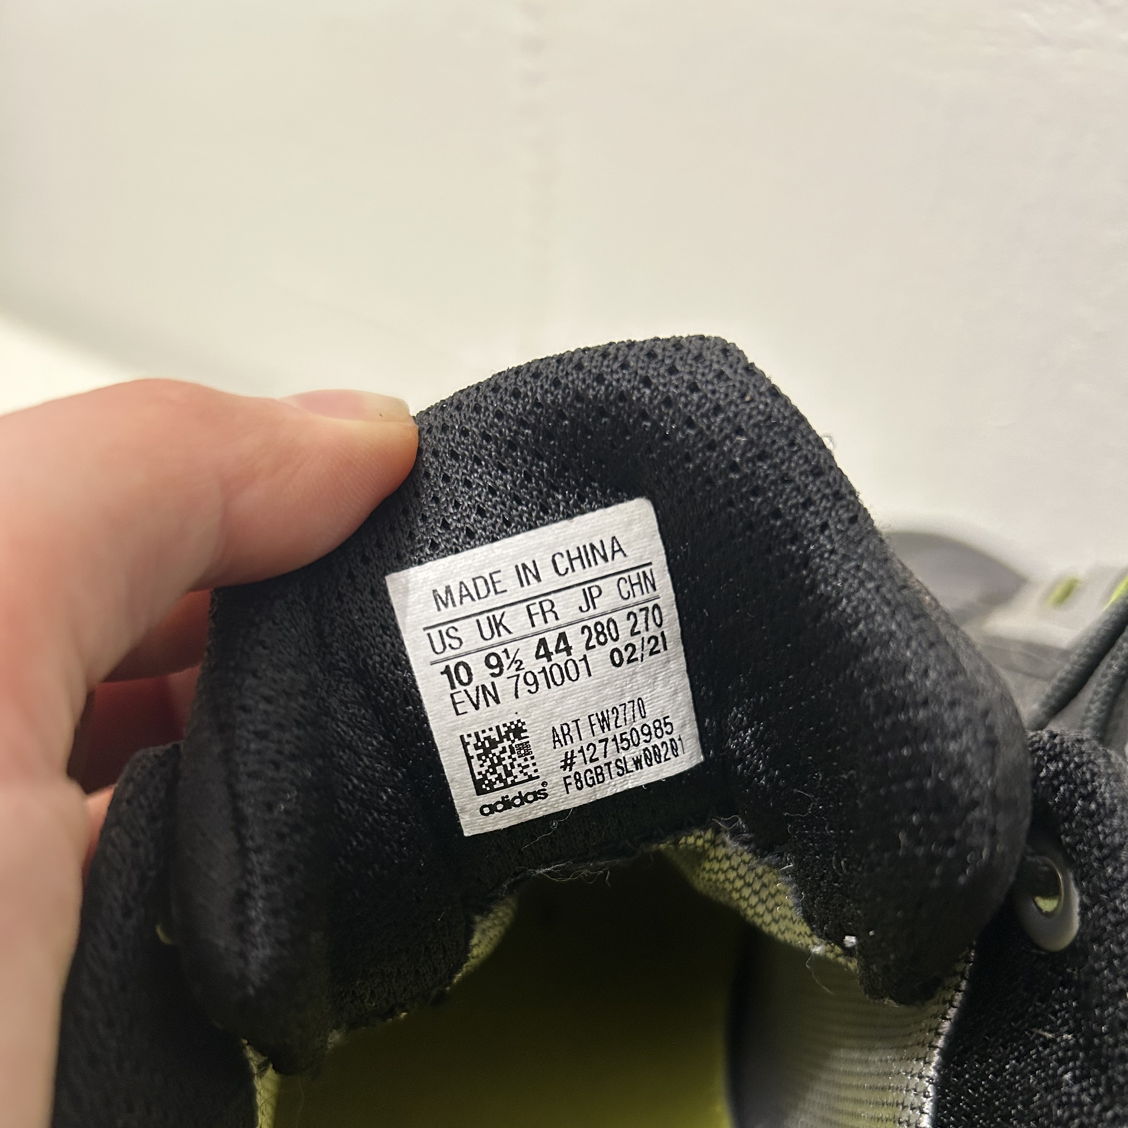 MADE IN CHINA
US UK FR JP CHN
10 9½ 44 280 270
EVN 791001 02/21
ART FW2770
#127150985
F8GBTSLW00201
adidas